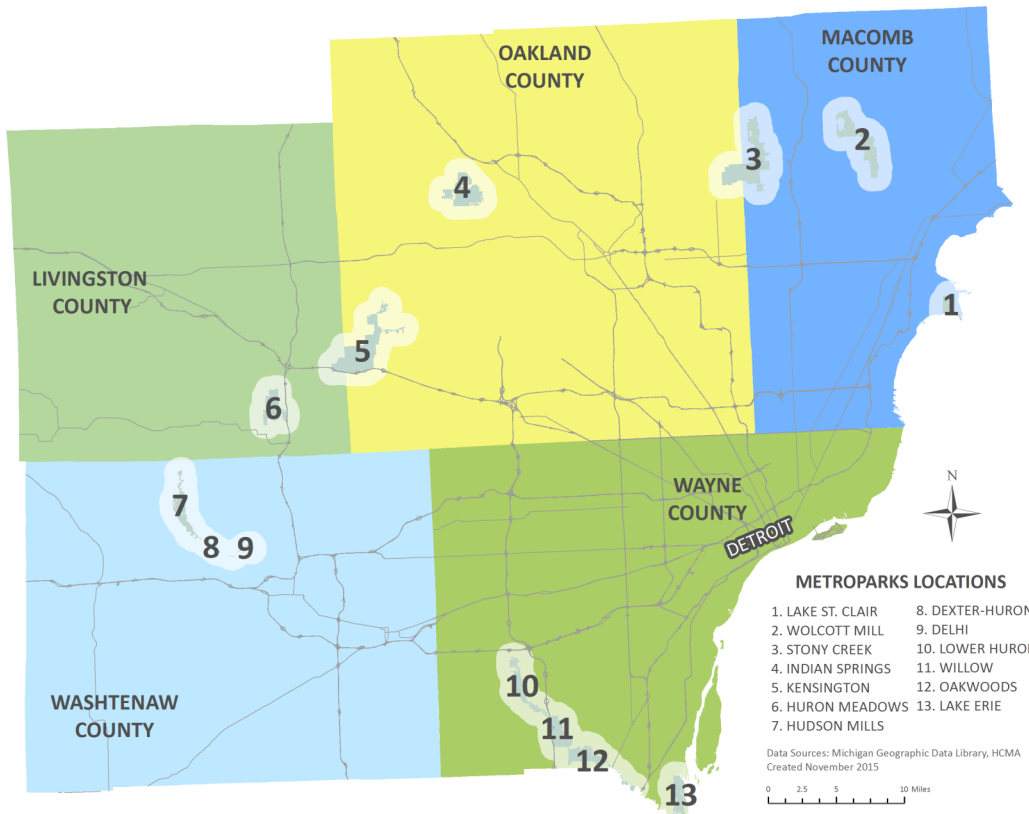 OAKLAND
COUNTY
MACOMB
COUNTY
2
3
4
LIVINGSTON
COUNTY
1
5
6
WAYNE
COUNTY
N
7
8
9
DETROIT
METROPARKS LOCATIONS
1. LAKE ST. CLAIR
2. WOLCOTT MILL
3. STONY CREEK
4. INDIAN SPRINGS
5. KENSINGTON
6. HURON MEADOWS
7. HUDSON MILLS
8. DEXTER-HURON
9. DELHI
10. LOWER HURON
11. WILLOW
12. OAKWOODS
13. LAKE ERIE
10
WASHTENAW
COUNTY
11
12
13
Data Sources: Michigan Geographic Data Library, HCMA
Created November 2015
0 2.5 5 10 Miles